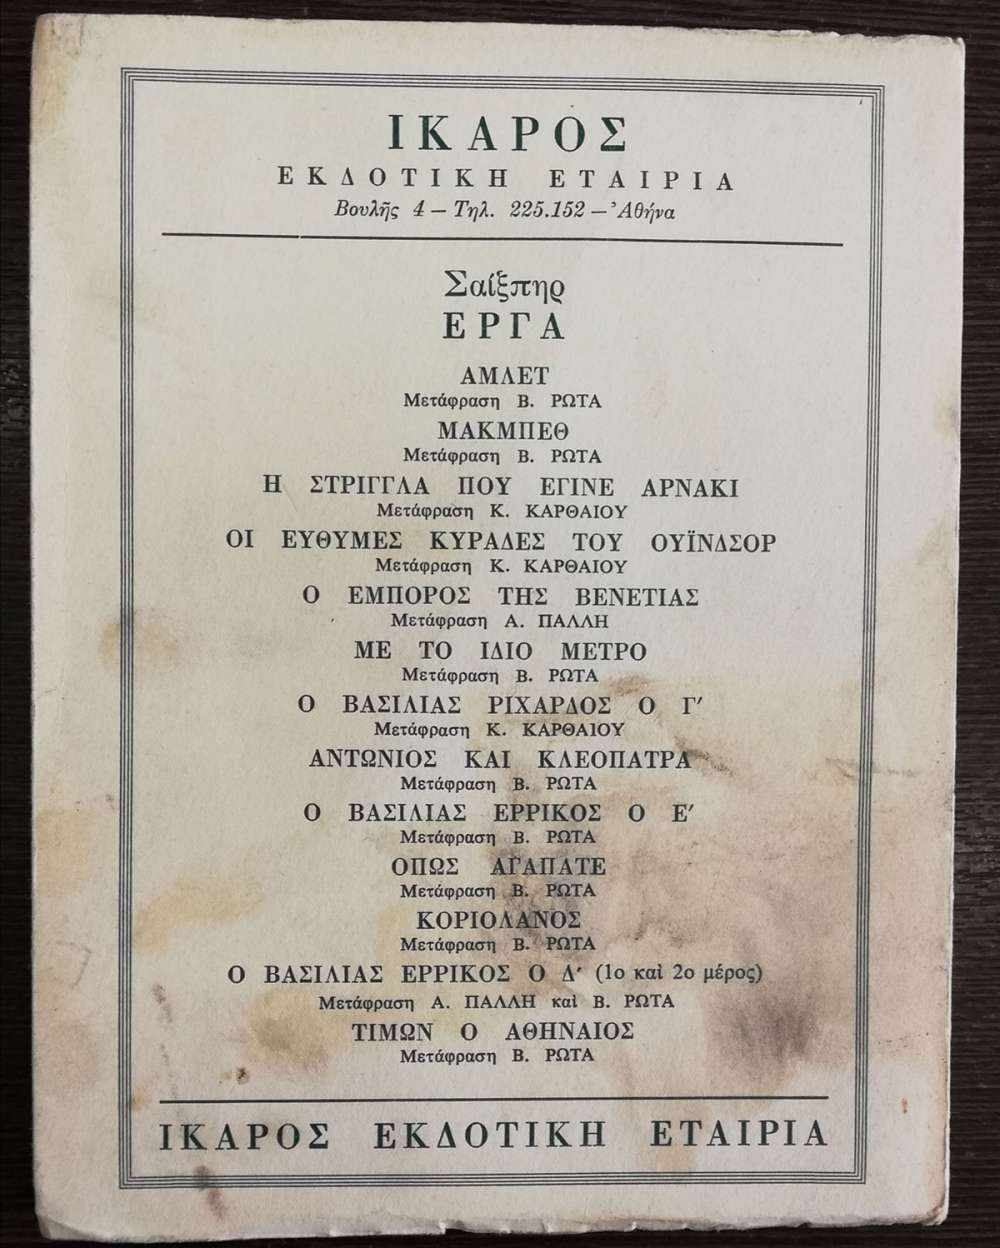 ΙΚΑΡΟΣ
ΕΚΔΟΤΙΚΗ ΕΤΑΙΡΙΑ
Βουλῆς 4 – Τηλ. 225.152 – Ἀθήνα
Σαίξπηρ
ΕΡΓΑ
ΑΜΛΕΤ
Μετάφραση Β. ΡΩΤΑ
ΜΑΚΜΠΕΘ
Μετάφραση Β. ΡΩΤΑ
Η ΣΤΡΙΓΓΛΑ ΠΟΥ ΕΓΙΝΕ ΑΡΝΑΚΙ
Μετάφραση Κ. ΚΑΡΘΑΙΟΥ
ΟΙ ΕΥΘΥΜΕΣ ΚΥΡΑΔΕΣ ΤΟΥ ΟΥΪΝΔΣΟΡ
Μετάφραση Κ. ΚΑΡΘΑΙΟΥ
Ο ΕΜΠΟΡΟΣ ΤΗΣ ΒΕΝΕΤΙΑΣ
Μετάφραση Α. ΠΑΛΛΗ
ΜΕ ΤΟ ΙΔΙΟ ΜΕΤΡΟ
Μετάφραση Β. ΡΩΤΑ
Ο ΒΑΣΙΛΙΑΣ ΡΙΧΑΡΔΟΣ Ο Γ′
Μετάφραση Κ. ΚΑΡΘΑΙΟΥ
ΑΝΤΩΝΙΟΣ ΚΑΙ ΚΛΕΟΠΑΤΡΑ
Μετάφραση Β. ΡΩΤΑ
Ο ΒΑΣΙΛΙΑΣ ΕΡΡΙΚΟΣ Ο Ε′
Μετάφραση Β. ΡΩΤΑ
ΟΠΩΣ ΑΓΑΠΑΤΕ
Μετάφραση Β. ΡΩΤΑ
ΚΟΡΙΟΛΑΝΟΣ
Μετάφραση Β. ΡΩΤΑ
Ο ΒΑΣΙΛΙΑΣ ΕΡΡΙΚΟΣ Ο Δ′ (1ο καὶ 2ο μέρος)
Μετάφραση Α. ΠΑΛΛΗ καὶ Β. ΡΩΤΑ
ΤΙΜΩΝ Ο ΑΘΗΝΑΙΟΣ
Μετάφραση Β. ΡΩΤΑ
ΙΚΑΡΟΣ ΕΚΔΟΤΙΚΗ ΕΤΑΙΡΙΑ